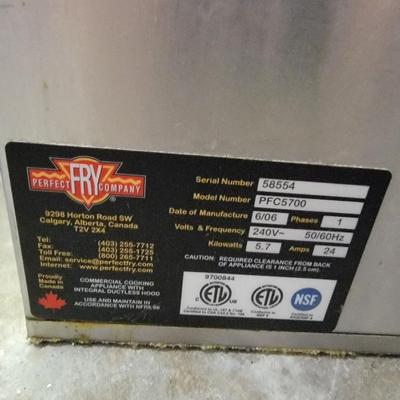 PERFECT FRY COMPANY
9298 Horton Road SW
Calgary, Alberta, Canada
T2V 2X4
Tel: (403) 255-7712
Fax: (403) 255-1725
Toll Free: (800) 265-7711
Email: service@perfectfry.com
Internet: www.perfectfry.com
Proudly
Made in
Canada
COMMERCIAL COOKING
APPLIANCE WITH
INTEGRAL DUCTLESS HOOD
USE AND MAINTAIN
IN ACCORDANCE WITH NFPA 96
Serial Number 58554
Model Number PFC5700
Date of Manufacture 6/06 Phases 1
Volts & Frequency 240V~ 50/60Hz
Kilowatts 5.7 Amps 24
CAUTION: REQUIRED CLEARANCE FROM BACK
OF APPLIANCE IS 1 INCH (2.5 cm).
9700844
ETL US
ETL
NSF